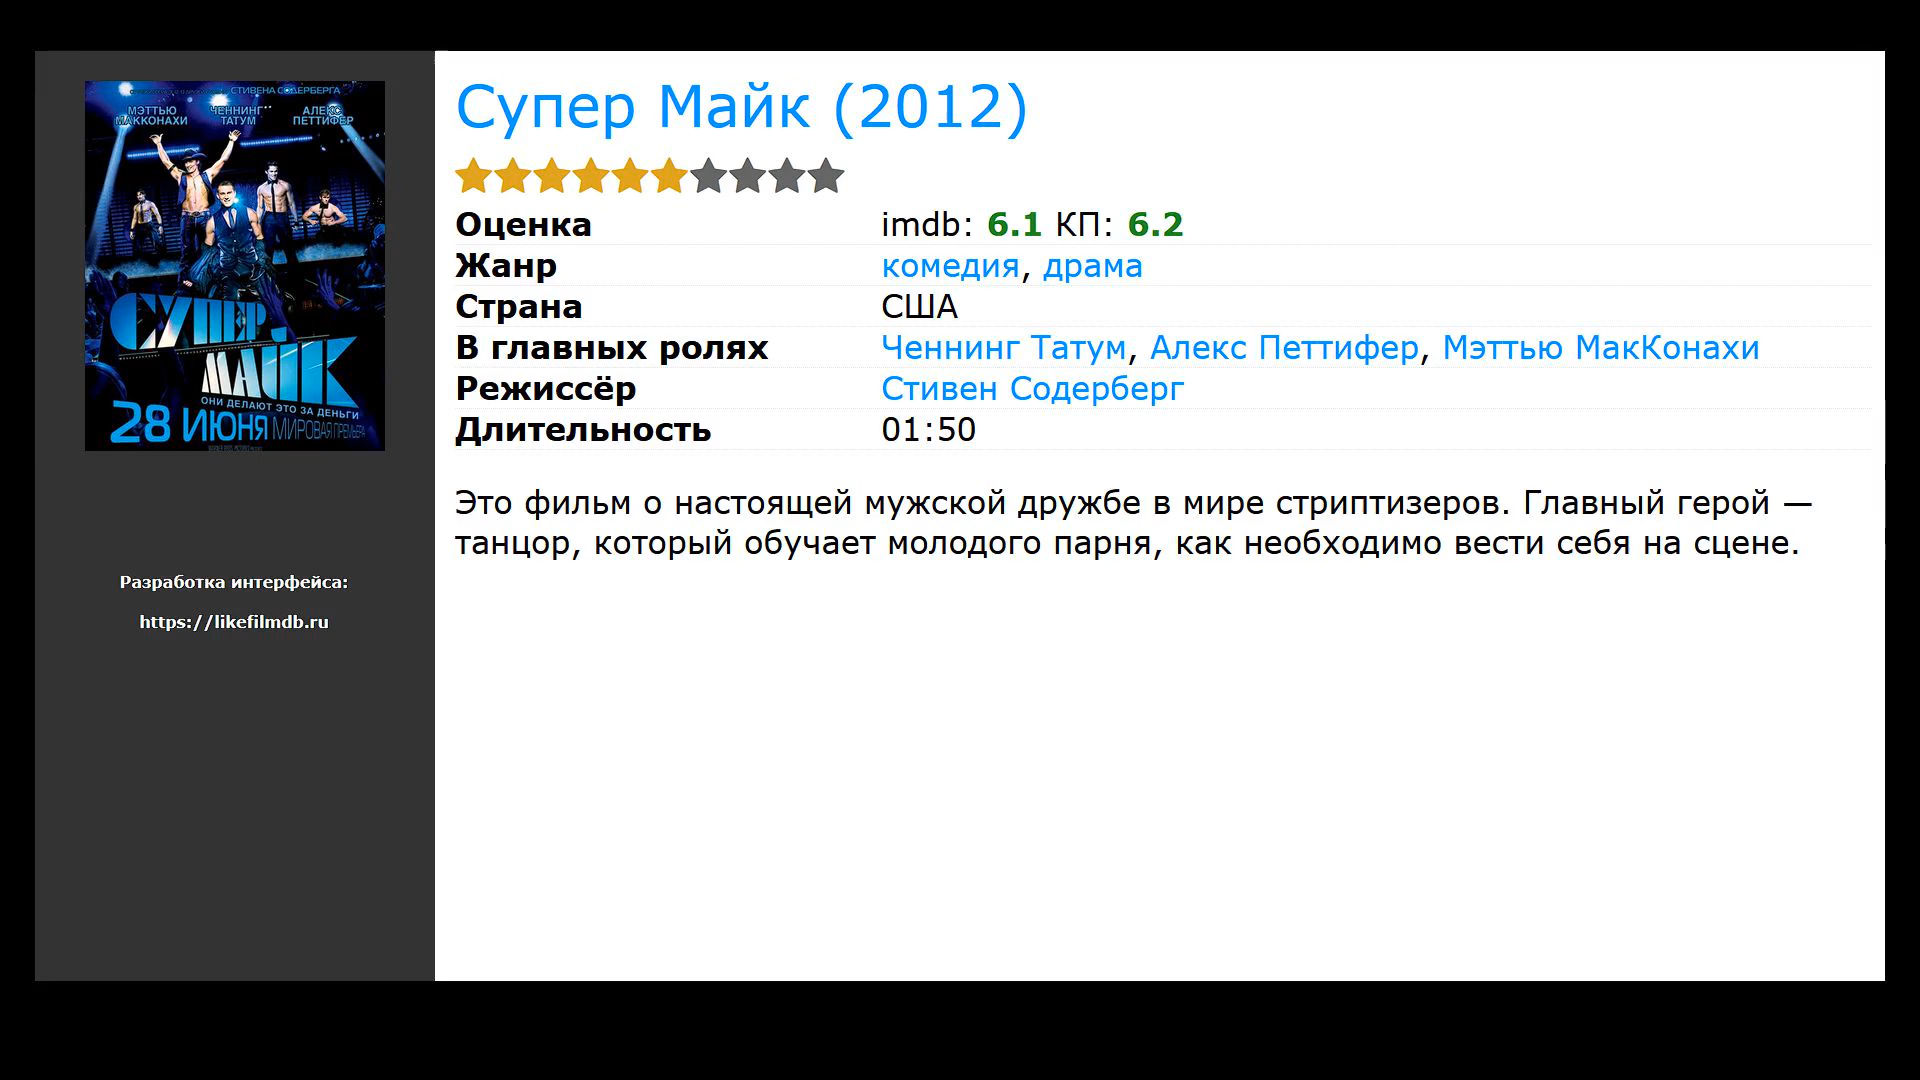 СТИВЕНА СОДЕРБЕРГА
МЭТТЬЮ МАККОНАХИ
ЧЕННИНГ ТАТУМ
АЛЕКС ПЕТТИФЕР
СУПЕР
МАЙК
ОНИ ДЕЛАЮТ ЭТО ЗА ДЕНЬГИ
28 ИЮНЯ МИРОВАЯ ПРЕМЬЕРА
Разработка интерфейса:
https://likefilmdb.ru
Супер Майк (2012)
Оценка imdb: 6.1 КП: 6.2
Жанр комедия, драма
Страна США
В главных ролях Ченнинг Татум, Алекс Петтифер, Мэттью МакКонахи
Режиссёр Стивен Содерберг
Длительность 01:50
Это фильм о настоящей мужской дружбе в мире стриптизеров. Главный герой —
танцор, который обучает молодого парня, как необходимо вести себя на сцене.